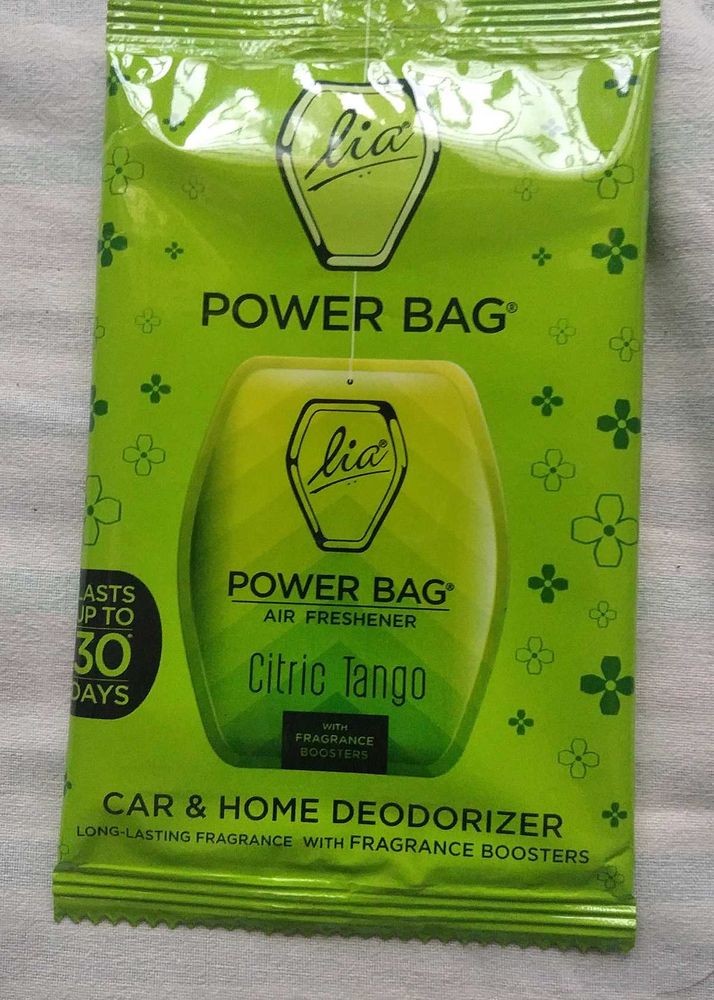 lia®
POWER BAG®
lia®
POWER BAG®
AIR FRESHENER
Citric Tango
WITH
FRAGRANCE
BOOSTERS
LASTS
UP TO
30*
DAYS
CAR & HOME DEODORIZER
LONG-LASTING FRAGRANCE WITH FRAGRANCE BOOSTERS